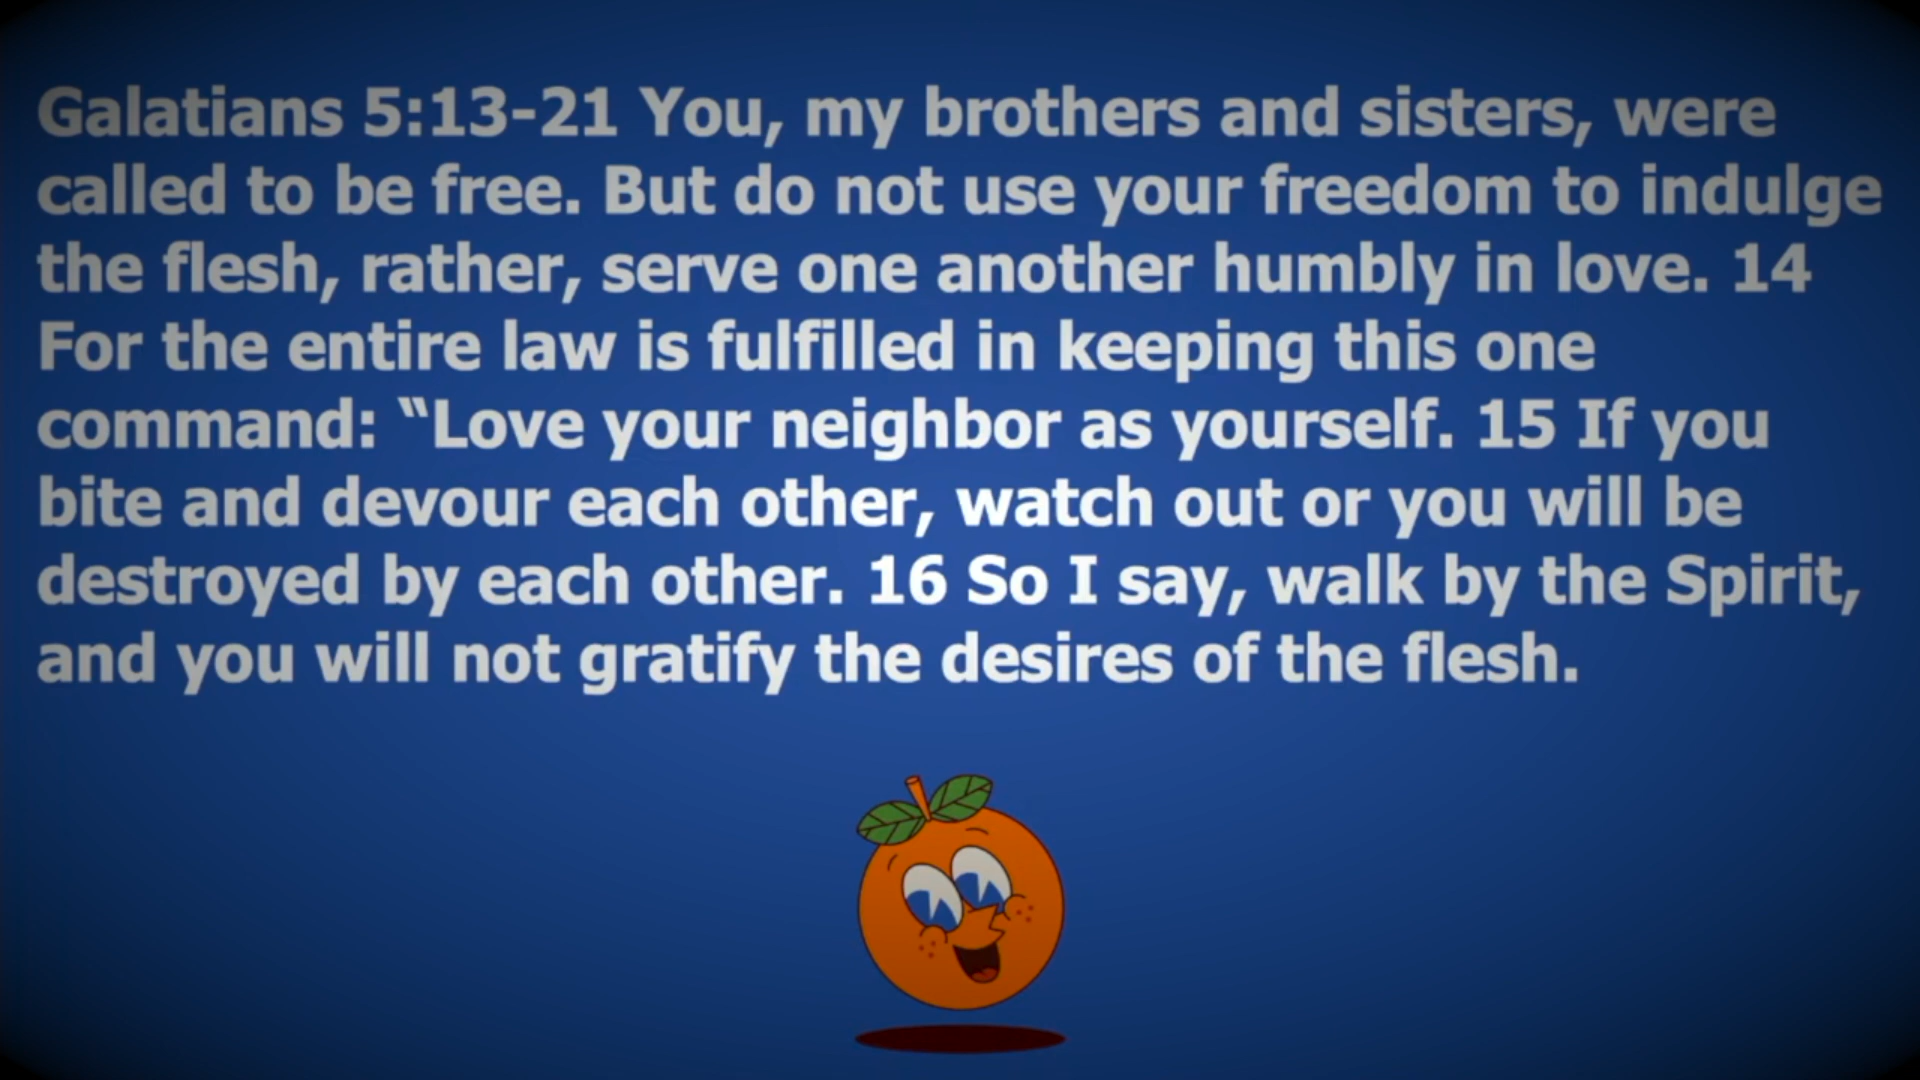 Galatians 5:13-21 You, my brothers and sisters, were
called to be free. But do not use your freedom to indulge
the flesh, rather, serve one another humbly in love. 14
For the entire law is fulfilled in keeping this one
command: “Love your neighbor as yourself. 15 If you
bite and devour each other, watch out or you will be
destroyed by each other. 16 So I say, walk by the Spirit,
and you will not gratify the desires of the flesh.